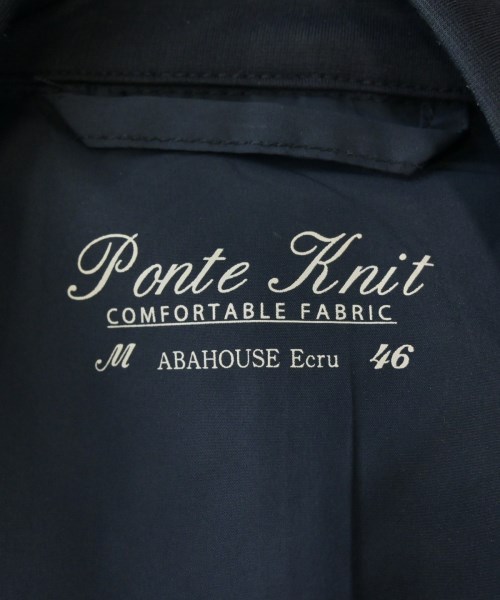 Ponte Knit
COMFORTABLE FABRIC
M ABAHOUSE Ecru 46